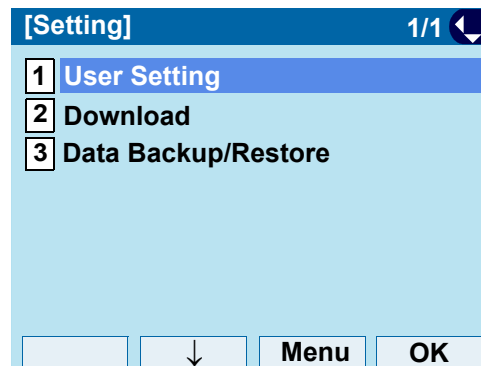 [Setting] 1/1
1 User Setting
2 Download
3 Data Backup/Restore
↓ Menu OK